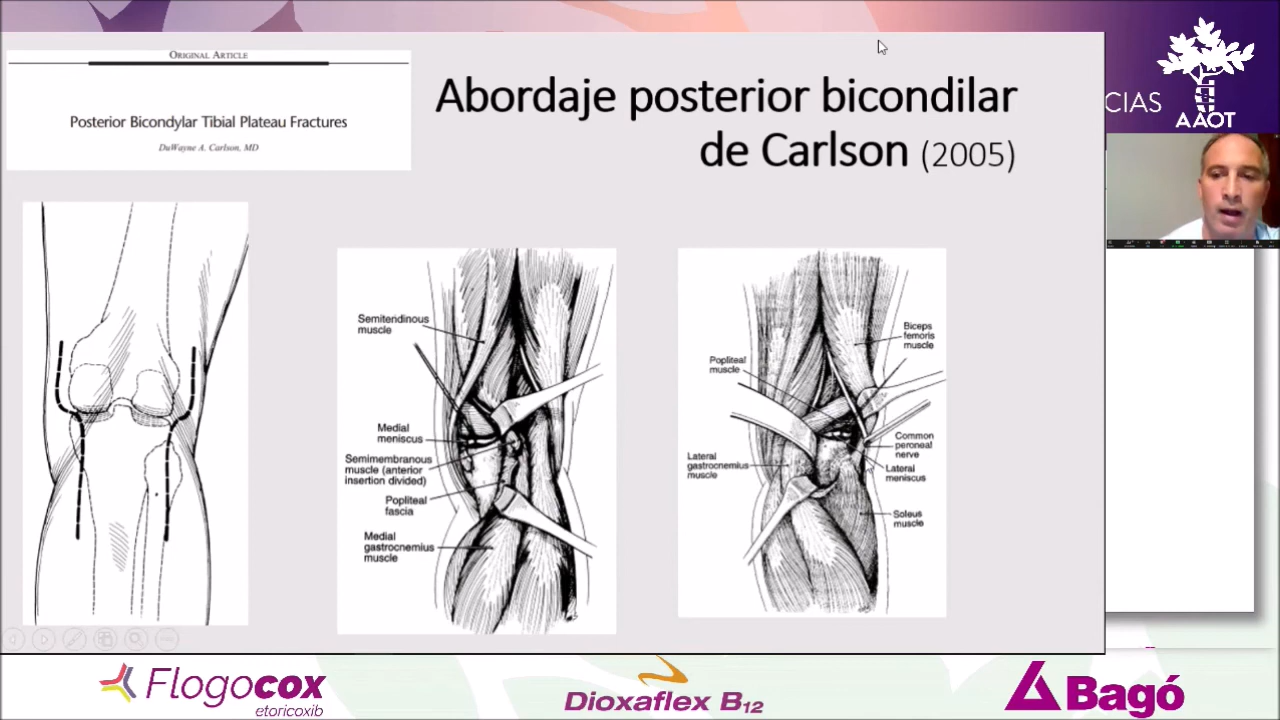 ORIGINAL ARTICLE
Posterior Bicondylar Tibial Plateau Fractures
DuWayne A. Carlson, MD
Abordaje posterior bicondilar
de Carlson (2005)
CIAS
AAOT
Semitendinous
muscle
Medial
meniscus
Semimembranous
muscle (anterior
insertion divided)
Popliteal
fascia
Medial
gastrocnemius
muscle
Popliteal
muscle
Lateral
gastrocnemius
muscle
Biceps
femoris
muscle
Common
peroneal
nerve
Lateral
meniscus
Soleus
muscle
Flogocox
etoricoxib
Dioxaflex B12
Bagó